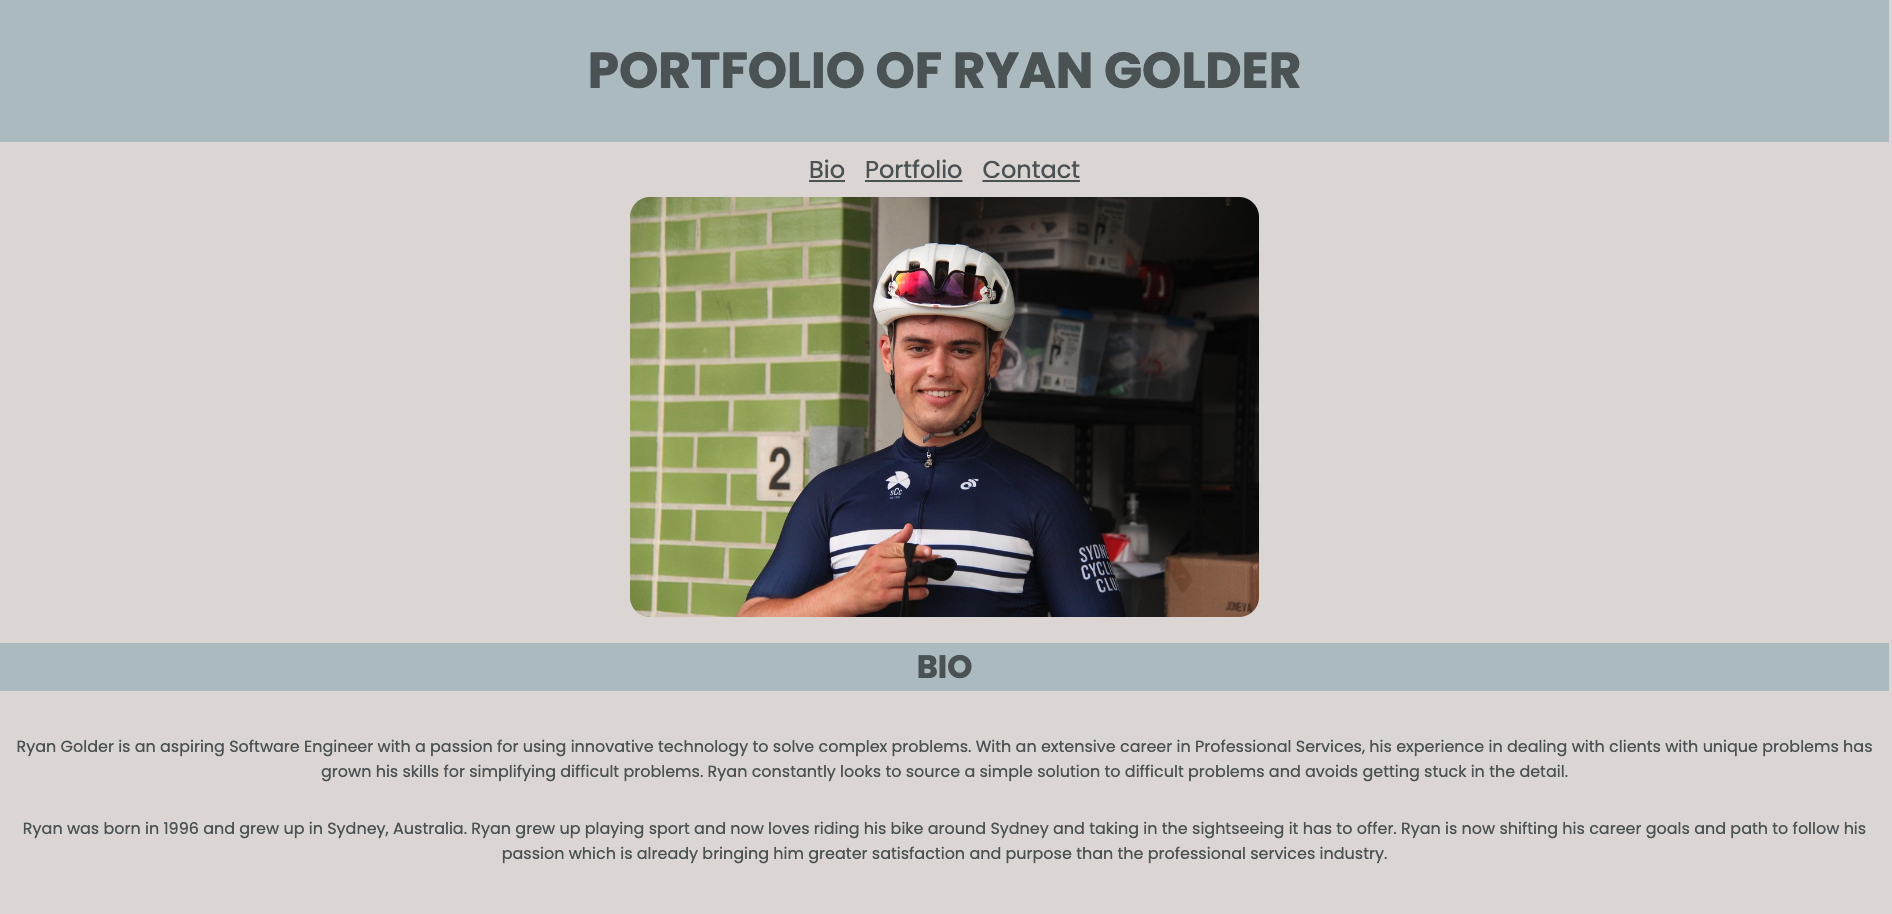 PORTFOLIO OF RYAN GOLDER
Bio Portfolio Contact
2
scc
SYDNEY
BIO
Ryan Golder is an aspiring Software Engineer with a passion for using innovative technology to solve complex problems. With an extensive career in Professional Services, his experience in dealing with clients with unique problems has
grown his skills for simplifying difficult problems. Ryan constantly looks to source a simple solution to difficult problems and avoids getting stuck in the detail.
Ryan was born in 1996 and grew up in Sydney, Australia. Ryan grew up playing sport and now loves riding his bike around Sydney and taking in the sightseeing it has to offer. Ryan is now shifting his career goals and path to follow his
passion which is already bringing him greater satisfaction and purpose than the professional services industry.